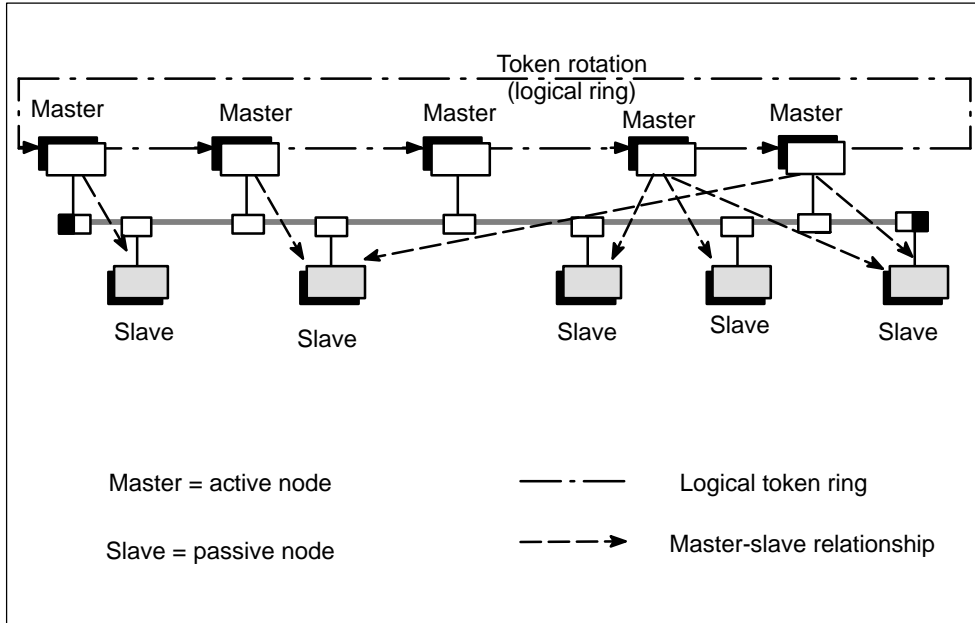 Token rotation
(logical ring)
Master
Master
Master
Master
Master
Slave
Slave
Slave
Slave
Slave
Master = active node
Logical token ring
Slave = passive node
Master-slave relationship